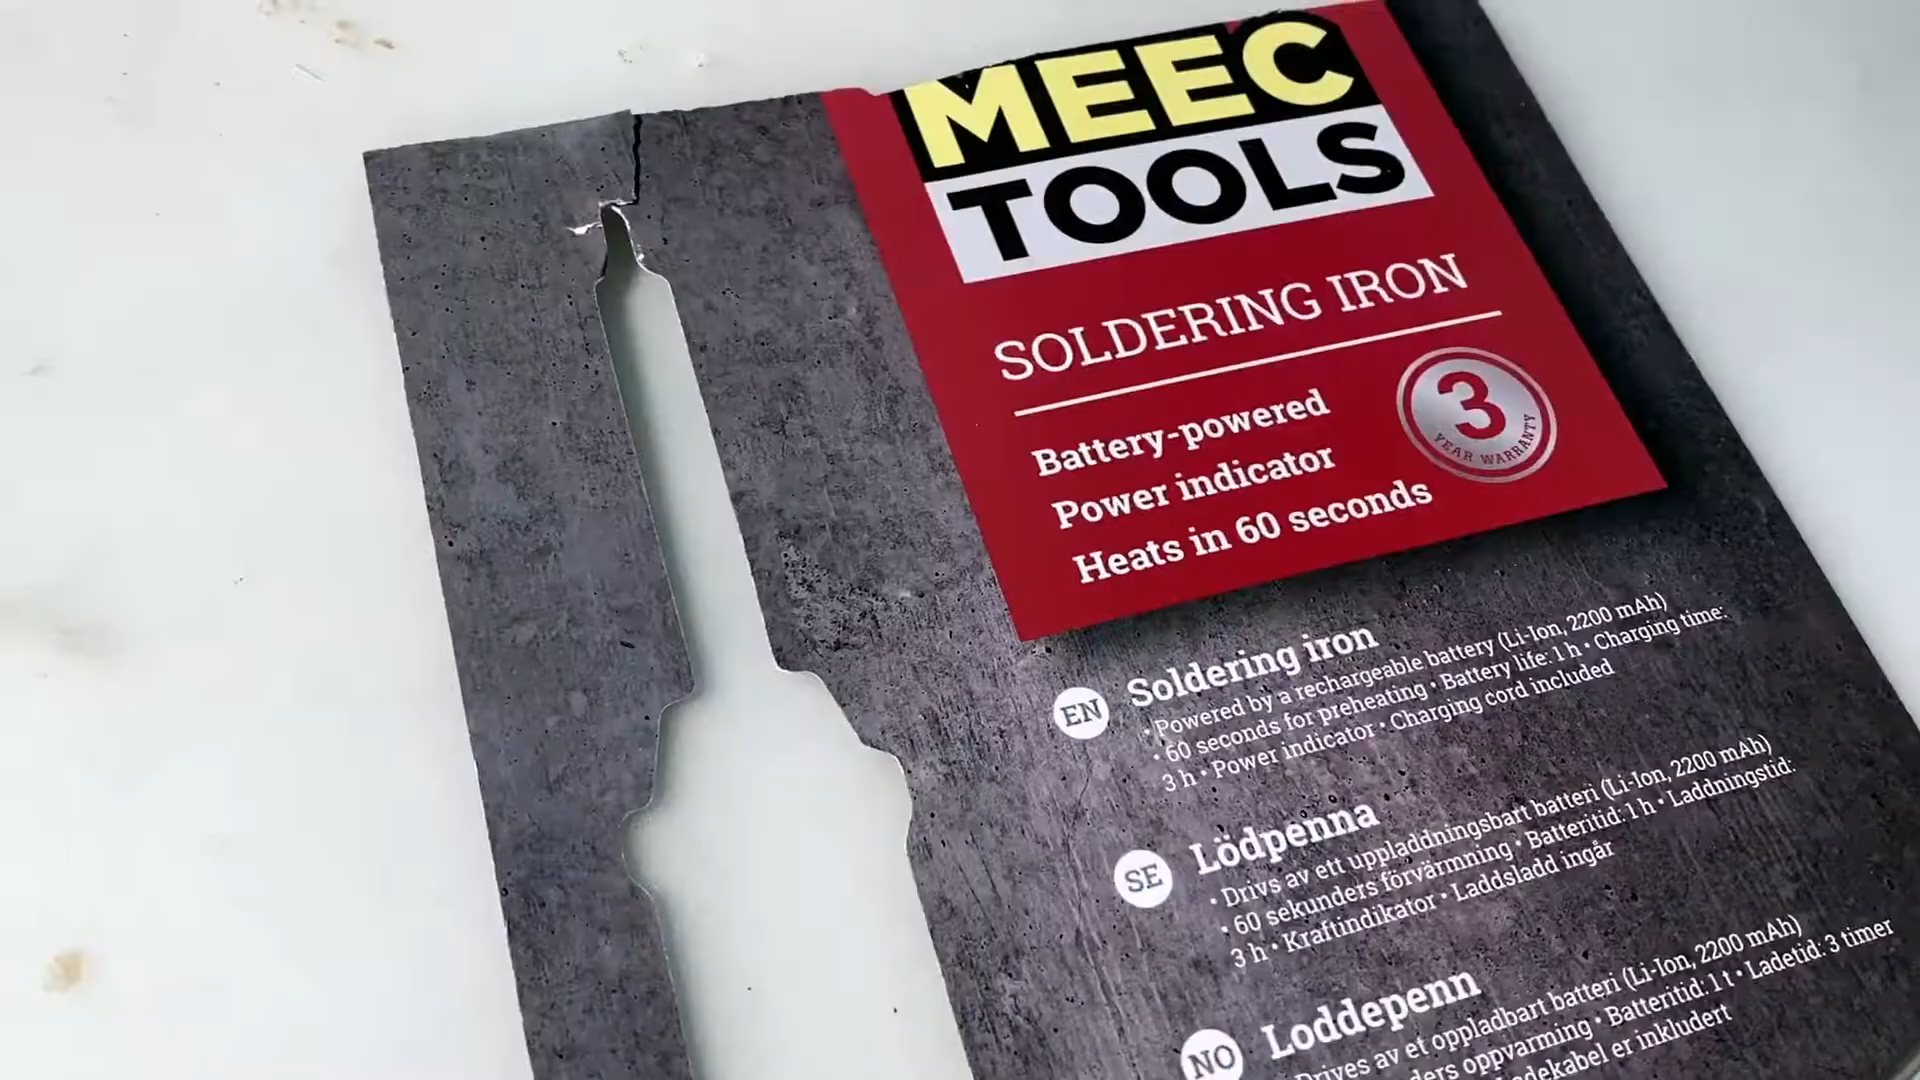 MEEC
TOOLS
SOLDERING IRON
Battery-powered
Power indicator
Heats in 60 seconds
3
YEAR WARRANTY
EN
Soldering iron
• Powered by a rechargeable battery (Li-Ion, 2200 mAh)
• 60 seconds for preheating • Battery life: 1 h • Charging time:
3 h • Power indicator • Charging cord included
SE
Lödpenna
• Drivs av ett uppladdningsbart batteri (Li-Ion, 2200 mAh)
• 60 sekunders förvärmning • Batteritid: 1 h • Laddningstid:
3 h • Kraftindikator • Laddsladd ingår
NO
Loddepenn
Drives av et oppladbart batteri (Li-Ion, 2200 mAh)
oppvarming • Batteritid: 1 t • Ladetid: 3 timer
er inkludert